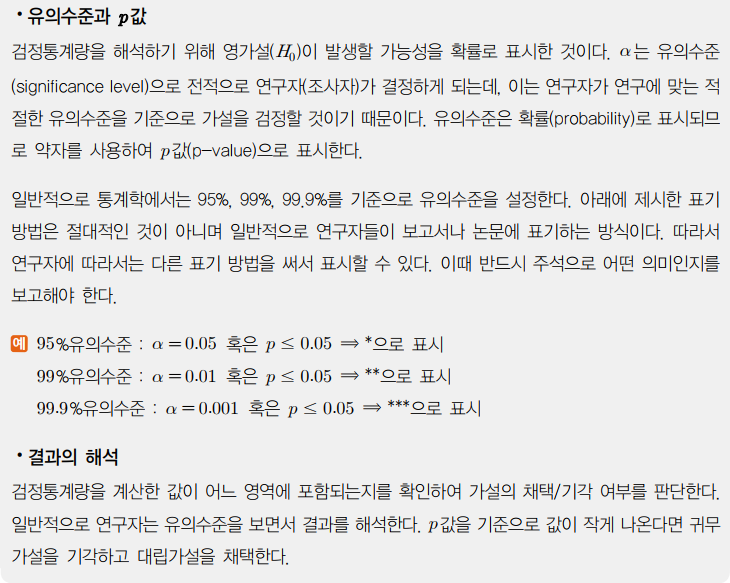 • 유의수준과 p값
검정통계량을 해석하기 위해 영가설(H₀)이 발생할 가능성을 확률로 표시한 것이다. α는 유의수준
(significance level)으로 전적으로 연구자(조사자)가 결정하게 되는데, 이는 연구자가 연구에 맞는 적
절한 유의수준을 기준으로 가설을 검정할 것이기 때문이다. 유의수준은 확률(probability)로 표시되므
로 약자를 사용하여 p값(p-value)으로 표시한다.
일반적으로 통계학에서는 95%, 99%, 99.9%를 기준으로 유의수준을 설정한다. 아래에 제시한 표기
방법은 절대적인 것이 아니며 일반적으로 연구자들이 보고서나 논문에 표기하는 방식이다. 따라서
연구자에 따라서는 다른 표기 방법을 써서 표시할 수 있다. 이때 반드시 주석으로 어떤 의미인지를
보고해야 한다.
예 95%유의수준 : α = 0.05 혹은 p ≤ 0.05 ⟹ *으로 표시
99%유의수준 : α = 0.01 혹은 p ≤ 0.05 ⟹ **으로 표시
99.9%유의수준 : α = 0.001 혹은 p ≤ 0.05 ⟹ ***으로 표시
• 결과의 해석
검정통계량을 계산한 값이 어느 영역에 포함되는지를 확인하여 가설의 채택/기각 여부를 판단한다.
일반적으로 연구자는 유의수준을 보면서 결과를 해석한다. p값을 기준으로 값이 작게 나온다면 귀무
가설을 기각하고 대립가설을 채택한다.